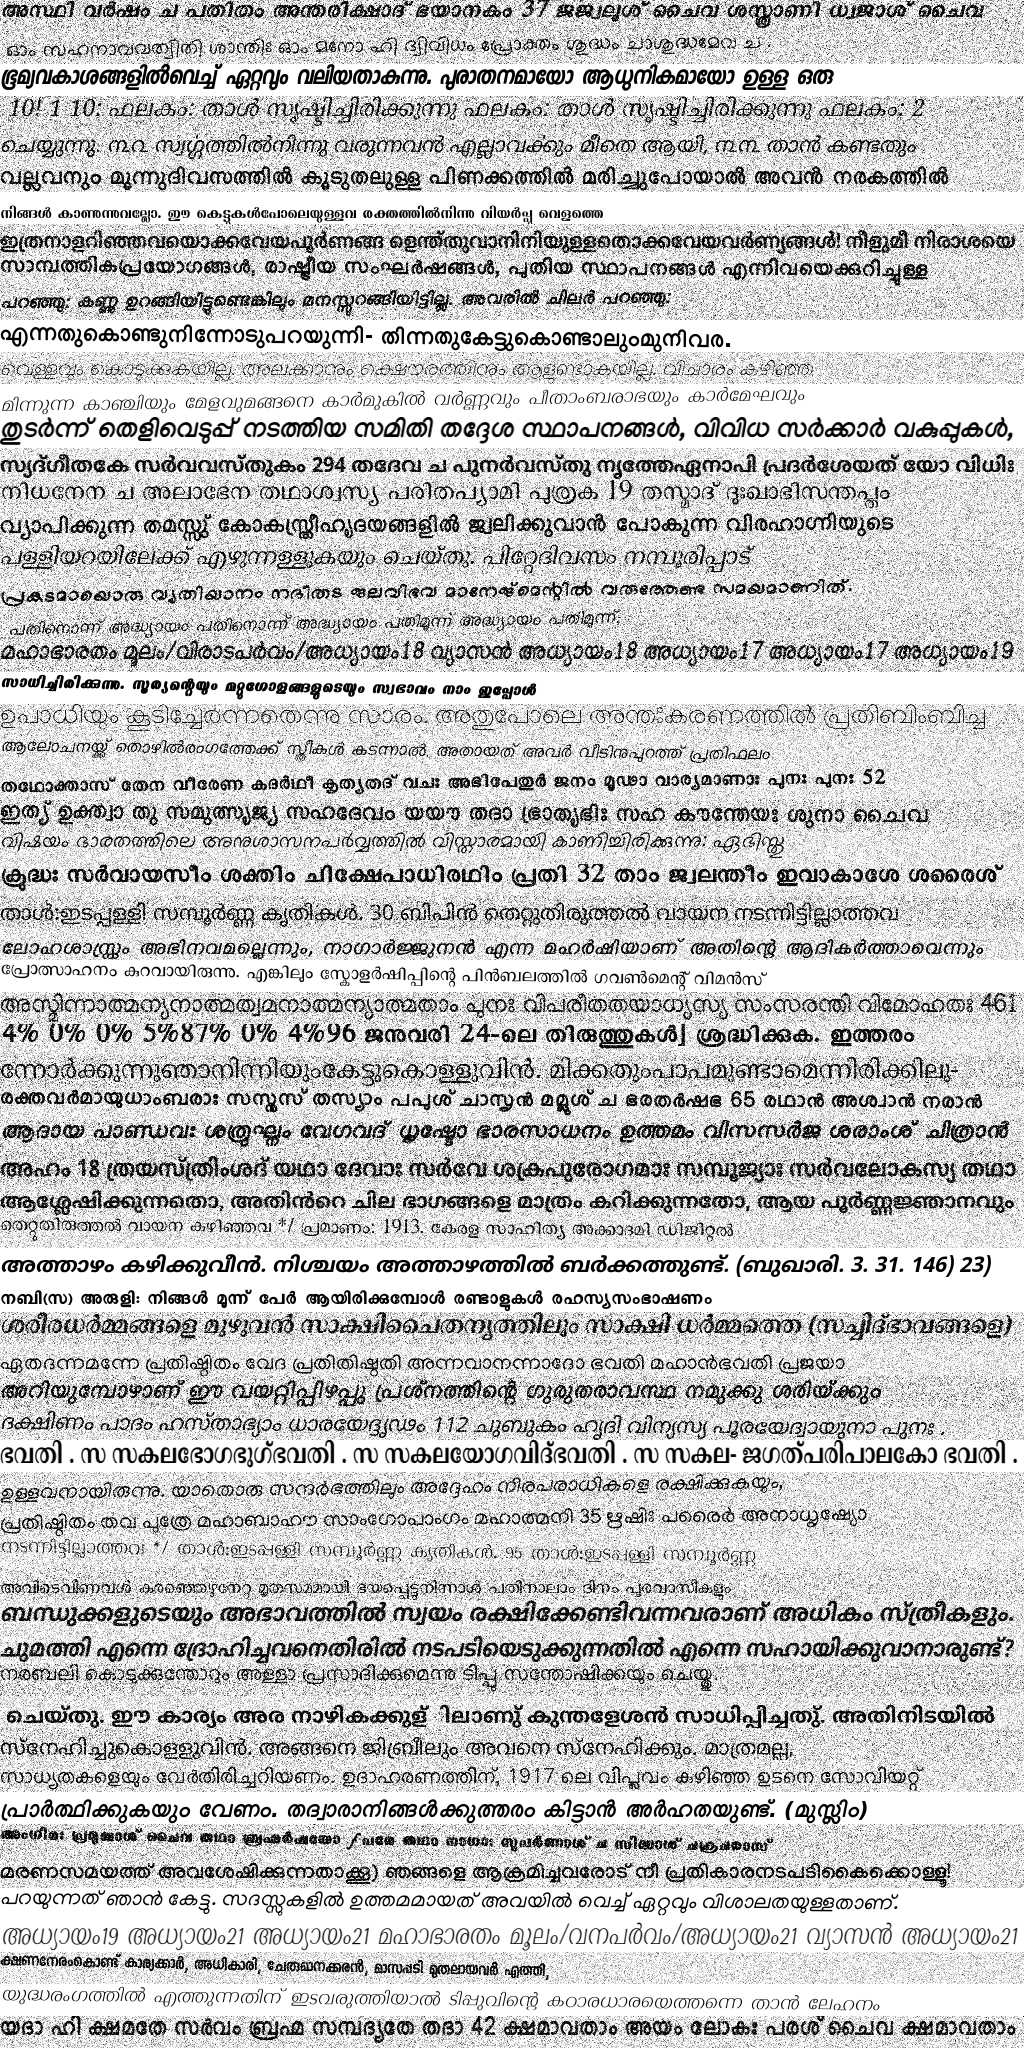 അസ്ഥി വർഷം ച പതിതം അന്തരിക്ഷാദ് ഭയാനകം 37 ജജ്വലുശ് ചൈവ ശസ്ത്രാണി ധ്വജാശ് ചൈവ
ഓം സഹനാവവത്വിതി ശാന്തിഃ ഓം മനോ ഹി ദ്വിവിധം പ്രോക്തം ശുദ്ധം ചാശുദ്ധമേവ ച .
ഭൂമ്യവകാശങ്ങളിൽവെച്ച് ഏറ്റവും വലിയതാകുന്നു. പുരാതനമായോ ആധുനികമായോ ഉള്ള ഒരു
10! 1 10: ഫലകം: താൾ സൃഷ്ടിച്ചിരിക്കുന്നു ഫലകം: താൾ സൃഷ്ടിച്ചിരിക്കുന്നു ഫലകം: 2
ചെയ്യുന്നു. ൩൨ സ്വർഗ്ഗത്തിൽനിന്നു വരുന്നവൻ എല്ലാവക്കും മീതെ ആയി, ൩൩ താൻ കണ്ടതും
വല്ലവനും മൂന്നുദിവസത്തിൽ കൂടുതലുള്ള പിണക്കത്തിൽ മരിച്ചുപോയാൽ അവൻ നരകത്തിൽ
നിങ്ങൾ കാണുന്നുവല്ലോ. ഈ കെട്ടുകൾപോലെയുള്ളവ രക്തത്തിൽനിന്നു വിയർപ്പു വെളത്തെ
ഇത്രനാളറിഞ്ഞവയൊക്കവേയപൂർണങ്ങ ളെന്ത്തുവാനിനിയുള്ളതൊക്കവേയവർണ്യങ്ങൾ! നീളൂമീ നിരാശയെ
സാമ്പത്തികപ്രയോഗങ്ങൾ, രാഷ്ട്രീയ സംഘർഷങ്ങൾ, പുതിയ സ്ഥാപനങ്ങൾ എന്നിവയെക്കുറിച്ചുള്ള
പറഞ്ഞു: കണ്ണു ഉറങ്ങിയിട്ടുണ്ടെങ്കിലും മനസ്സുറങ്ങിയിട്ടില്ല. അവരിൽ ചിലർ പറഞ്ഞു:
എന്നതുകൊണ്ടുനിന്നോടുപറയുന്നി- തിന്നതുകേട്ടുകൊണ്ടാലുംമുനിവര.
വെള്ളവും കൊടുക്കുകയില്ല. അലക്കാനും ക്ഷൌരത്തിനും ആളുണ്ടാകയില്ല. വിചാരം കഴിഞ്ഞ
മിന്നുന്ന കാഞ്ചിയും മേളവുമങ്ങനെ കാർമുകിൽ വർണ്ണവും പീതാംബരാഭയും കാർമേഘവും
തുടർന്ന് തെളിവെടുപ്പ് നടത്തിയ സമിതി തദ്ദേശ സ്ഥാപനങ്ങൾ, വിവിധ സർക്കാർ വകുപ്പുകൾ,
സ്യദ്ഗീതകേ സർവവസ്തുകം 294 തദേവ ച പുനർവസ്തു നൃത്തേഏനാപി പ്രദർശേയത് യോ വിധിഃ
നിധനേന ച അലാഭേന തഥാശ്വസ്യ പരിതപ്യാമി പുത്രക 19 തസ്മാദ് ദുഃഖാഭിസന്തപ്തം
വ്യാപിക്കുന്ന തമസ്സു് കോകസ്ത്രീഹൃദയങ്ങളിൽ ജ്വലിക്കുവാൻ പോകുന്ന വിരഹാഗ്നിയുടെ
പള്ളിയറയിലേക്ക് എഴുന്നള്ളുകയും ചെയ്തു. പിറ്റേദിവസം നമ്പൂരിപ്പാട്
പ്രകടമായൊരു വ്യതിയാനം നദീതട ജലവിഭവ മാനേഷ്മെന്റിൽ വരുത്തേണ്ട സമയമാണിത്.
പതിനൊന്ന് അദ്ധ്യായം പതിനൊന്ന് അദ്ധ്യായം പതിമൂന്ന് അദ്ധ്യായം പതിമൂന്ന്;
മഹാഭാരതം മൂലം/വിരാടപർവം/അധ്യായം18 വ്യാസൻ അധ്യായം18 അധ്യായം17 അധ്യായം17 അധ്യായം19
സാധിച്ചിരിക്കുന്നു. സൂര്യന്റെയും മറ്റുഗോളങ്ങളുടെയും സ്വഭാവം നാം ഇപ്പോൾ
ഉപാധിയും കൂടിച്ചേർന്നതെന്നു സാരം. അതുപോലെ അന്തഃകരണത്തിൽ പ്രതിബിംബിച്ച
ആലോചനയ്ക്ക് തൊഴിൽരംഗത്തേക്ക് സ്ത്രീകൾ കടന്നാൽ. അതായത് അവർ വീടിനുപുറത്ത് പ്രതിഫലം
തഥോക്താസ് തേന വീരേണ കദർഥീ കൃത്യതദ് വചഃ അഭിപേതുർ ജനം മൂഢാ വാര്യമാണാഃ പുനഃ പുനഃ 52
ഇത്യ് ഉക്ത്വാ തു സമുത്സൃജ്യ സഹദേവം യയൗ തദാ ഭ്രാതൃഭിഃ സഹ കൗന്തേയഃ ശുനാ ചൈവ
വിഷയം ഭാരതത്തിലെ അനുശാസനപർവ്വത്തിൽ വിസ്താരമായി കാണിച്ചിരിക്കുന്നു: ഏഭിസ്തു
ക്രുദ്ധഃ സർവായസീം ശക്തിം ചിക്ഷേപാധിരഥിം പ്രതി 32 താം ജ്വലന്തീം ഇവാകാശേ ശരൈശ്
താൾ:ഇടപ്പള്ളി സമ്പൂർണ്ണ കൃതികൾ. 30 ബിപിൻ തെറ്റുതിരുത്തൽ വായന നടന്നിട്ടില്ലാത്തവ
ലോഹശാസ്ത്രം അഭിനവമല്ലെന്നും, നാഗാർജ്ജുനൻ എന്ന മഹർഷിയാണ് അതിന്റെ ആദികർത്താവെന്നും
പ്രോത്സാഹനം കുറവായിരുന്നു. എങ്കിലും സ്കോളർഷിപ്പിന്റെ പിൻബലത്തിൽ ഗവൺമെന്റ് വിമൻസ്
അസ്മിന്നാത്മന്യനാത്മത്വമനാത്മന്യാത്മതാം പുനഃ വിപരീതതയാധ്യസ്യ സംസരന്തി വിമോഹതഃ 461
4% 0% 0% 5%87% 0% 4%96 ജനുവരി 24-ലെ തിരുത്തുകൾ] ശ്രദ്ധിക്കുക. ഇത്തരം
ന്നോർക്കുന്നുഞാനിന്നിയുംകേട്ടുകൊള്ളുവിൻ. മിക്കതുംപാപമുണ്ടാമെന്നിരിക്കിലു-
രക്തവർമായുധാംബരാഃ സസ്നുസ് തസ്യാം പപുശ് ചാസൃൻ മമ്ലുശ് ച ഭരതർഷഭ 65 രഥാൻ അശ്വാൻ നരാൻ
ആദായ പാണ്ഡവഃ ശത്രുഘ്നം വേഗവദ് ധൃഷ്ടോ ഭാരസാധനം ഉത്തമം വിസസർജ ശരാംശ് ചിത്രാൻ
അഹം 18 ത്രയസ്ത്രിംശദ് യഥാ ദേവാഃ സർവേ ശക്രപുരോഗമാഃ സമ്പൂജ്യാഃ സർവലോകസ്യ തഥാ
ആശ്ലേഷിക്കുന്നതൊ, അതിൻറെ ചില ഭാഗങ്ങളെ മാത്രം കറിക്കുന്നതോ, ആയ പൂർണ്ണജ്ഞാനവും
തെറ്റുതിരുത്തൽ വായന കഴിഞ്ഞവ */ പ്രമാണം: 1913. കേരള സാഹിത്യ അക്കാദമി ഡിജിറ്റൽ
അത്താഴം കഴിക്കുവീൻ. നിശ്ചയം അത്താഴത്തിൽ ബർക്കത്തുണ്ട്. (ബുഖാരി. 3. 31. 146) 23)
നബി(സ) അരുളി: നിങ്ങൾ മൂന്ന് പേർ ആയിരിക്കുമ്പോൾ രണ്ടാളുകൾ രഹസ്യസംഭാഷണം
ശരീരധർമ്മങ്ങളെ മുഴുവൻ സാക്ഷിചൈതന്യത്തിലും സാക്ഷി ധർമ്മത്തെ (സച്ചിദ്ഭാവങ്ങളെ)
ഏതദന്നമന്നേ പ്രതിഷ്ഠിതം വേദ പ്രതിതിഷ്ഠതി അന്നവാനന്നാദോ ഭവതി മഹാൻഭവതി പ്രജയാ
അറിയുമ്പോഴാണ് ഈ വയറ്റിപ്പിഴപ്പു പ്രശ്നത്തിന്റെ ഗുരുതരാവസ്ഥ നമുക്കു ശരിയ്ക്കും
ദക്ഷിണം പാദം ഹസ്താഭ്യാം ധാരയേദ്ദൃഢം 112 ചുബുകം ഹൃദി വിന്യസ്യ പൂരയേദ്വായുനാ പുനഃ .
ഭവതി . സ സകലഭോഗഭുഗ്ഭവതി . സ സകലയോഗവിദ്ഭവതി . സ സകല- ജഗത്പരിപാലകോ ഭവതി .
ഉള്ളവനായിരുന്നു. യാതൊരു സന്ദർഭത്തിലും അദ്ദേഹം നിരപരാധികളെ രക്ഷിക്കുകയും,
പ്രതിഷ്ഠിതം തവ പുത്രേ മഹാബാഹൗ സാംഗോപാംഗം മഹാത്മനി 35 ഋഷിഃ പരൈർ അനാധൃഷ്യോ
നടന്നിട്ടില്ലാത്തവ */ താൾ:ഇടപ്പള്ളി സമ്പൂർണ്ണ കൃതികൻ. 95 താൾ:ഇടപ്പള്ളി സമ്പൂർണ്ണ
അവിടെവീണവൾ കരഞ്ഞെഴുനേറ്റു മൃതസമമായി ഭയപ്പെട്ടുനിന്നാൾ പതിനാലാം ദിനം പുരവാസികളും
ബന്ധുക്കളുടെയും അഭാവത്തിൽ സ്വയം രക്ഷിക്കേണ്ടിവന്നവരാണ് അധികം സ്ത്രീകളും.
ചുമത്തി എന്നെ ദ്രോഹിച്ചവനെതിരിൽ നടപടിയെടുക്കുന്നതിൽ എന്നെ സഹായിക്കുവാനാരുണ്ട്?
നരബലി കൊടുക്കുന്തോറും അള്ളാ പ്രസാദിക്കുമെന്നു ടിപ്പു സന്തോഷിക്കയും ചെയ്തു.
ചെയ്തു. ഈ കാര്യം അര നാഴികക്കുള് ിലാണു് കുന്തളേശൻ സാധിപ്പിച്ചതു്. അതിനിടയിൽ
സ്നേഹിച്ചുകൊളളുവിൻ. അങ്ങനെ ജിബ്രീലും അവനെ സ്നേഹിക്കും. മാത്രമല്ല,
സാധ്യതകളെയും വേർതിരിച്ചറിയണം. ഉദാഹരണത്തിന്, 1917 ലെ വിപ്ലവം കഴിഞ്ഞ ഉടനെ സോവിയറ്റ്
പ്രാർത്ഥിക്കുകയും വേണം. തദ്വാരാനിങ്ങൾക്കുത്തരം കിട്ടാൻ അർഹതയുണ്ട്. (മുസ്ലിം)
ചൈവ തഥാ ബ്രഹ്മർഷയോ / തഥാ നാഗാഃ സുപർണാശ് ച സിദ്ധാശ്
മരണസമയത്ത് അവശേഷിക്കുന്നതാക്കൂ) ഞങ്ങളെ ആക്രമിച്ചവരോട് നീ പ്രതികാരനടപടികൈക്കൊള്ളൂ!
പറയുന്നത് ഞാൻ കേട്ടു. സദസ്സുകളിൽ ഉത്തമമായത് അവയിൽ വെച്ച് ഏറ്റവും വിശാലതയുള്ളതാണ്.
അധ്യായം19 അധ്യായം21 അധ്യായം21 മഹാഭാരതം മൂലം/വനപർവം/അധ്യായം21 വ്യാസൻ അധ്യായം21
ക്ഷണനേരംകൊണ്ട് കാര്യക്കാർ, അധികാരി, ചേരുമാനക്കരൻ, മാസപ്പടി മുതലായവർ എത്തി,
യുദ്ധരംഗത്തിൽ എത്തുന്നതിന് ഇടവരുത്തിയാൽ ടിപ്പുവിന്റെ കഠാരധാരയെത്തന്നെ താൻ ലേഹനം
യദാ ഹി ക്ഷമതേ സർവം ബ്രഹ്മ സമ്പദ്യതേ തദാ 42 ക്ഷമാവതാം അയം ലോകഃ പരശ് ചൈവ ക്ഷമാവതാം